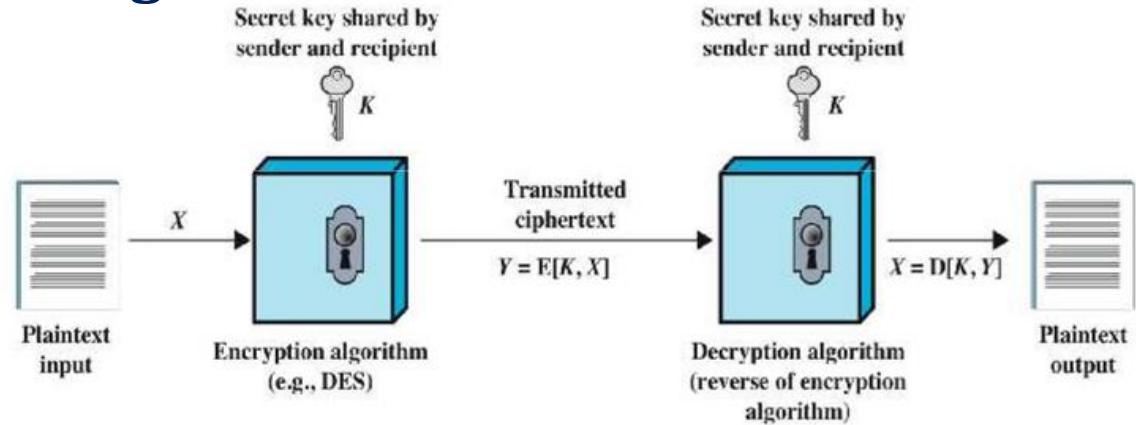 Secret key shared by
sender and recipient
K
Secret key shared by
sender and recipient
K
X
Transmitted
ciphertext
Y = E[K, X]
X = D[K, Y]
Plaintext
input
Encryption algorithm
(e.g., DES)
Decryption algorithm
(reverse of encryption
algorithm)
Plaintext
output